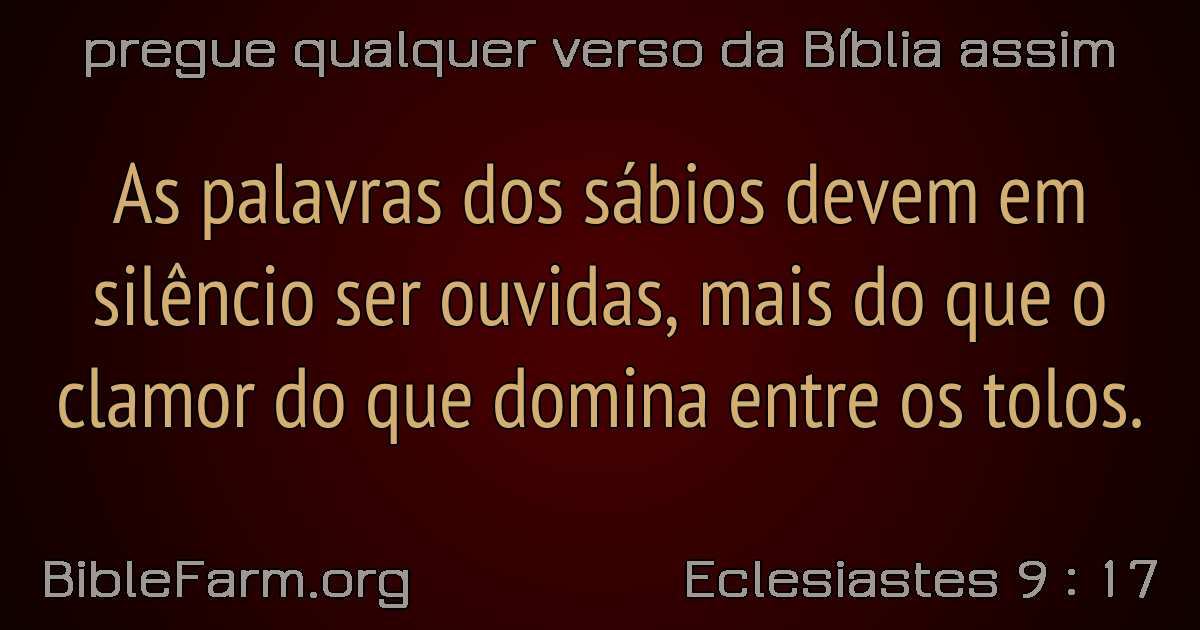 pregue qualquer verso da Bíblia assim
As palavras dos sábios devem em
silêncio ser ouvidas, mais do que o
clamor do que domina entre os tolos.
BibleFarm.org
Eclesiastes 9 : 17